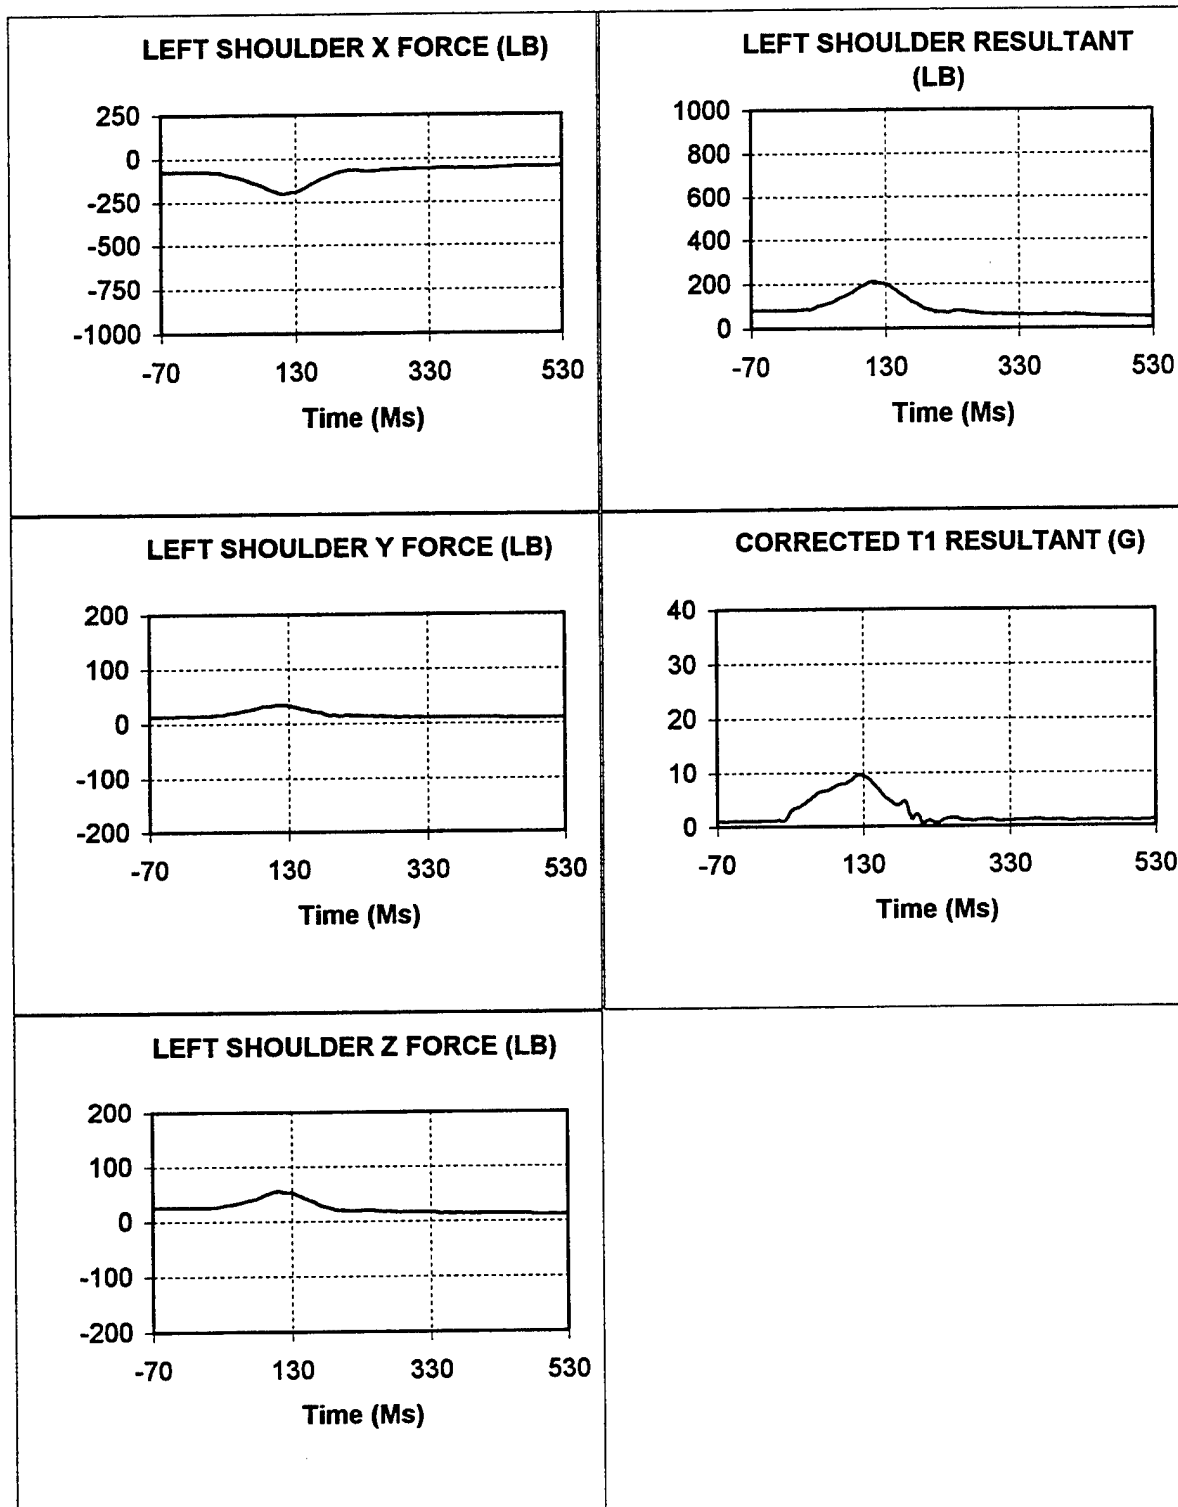 LEFT SHOULDER X FORCE (LB)
250
0
-250
-500
-750
-1000
-70 130 330 530
Time (Ms)
LEFT SHOULDER RESULTANT
(LB)
1000
800
600
400
200
0
-70 130 330 530
Time (Ms)
LEFT SHOULDER Y FORCE (LB)
200
100
0
-100
-200
-70 130 330 530
Time (Ms)
CORRECTED T1 RESULTANT (G)
40
30
20
10
0
-70 130 330 530
Time (Ms)
LEFT SHOULDER Z FORCE (LB)
200
100
0
-100
-200
-70 130 330 530
Time (Ms)